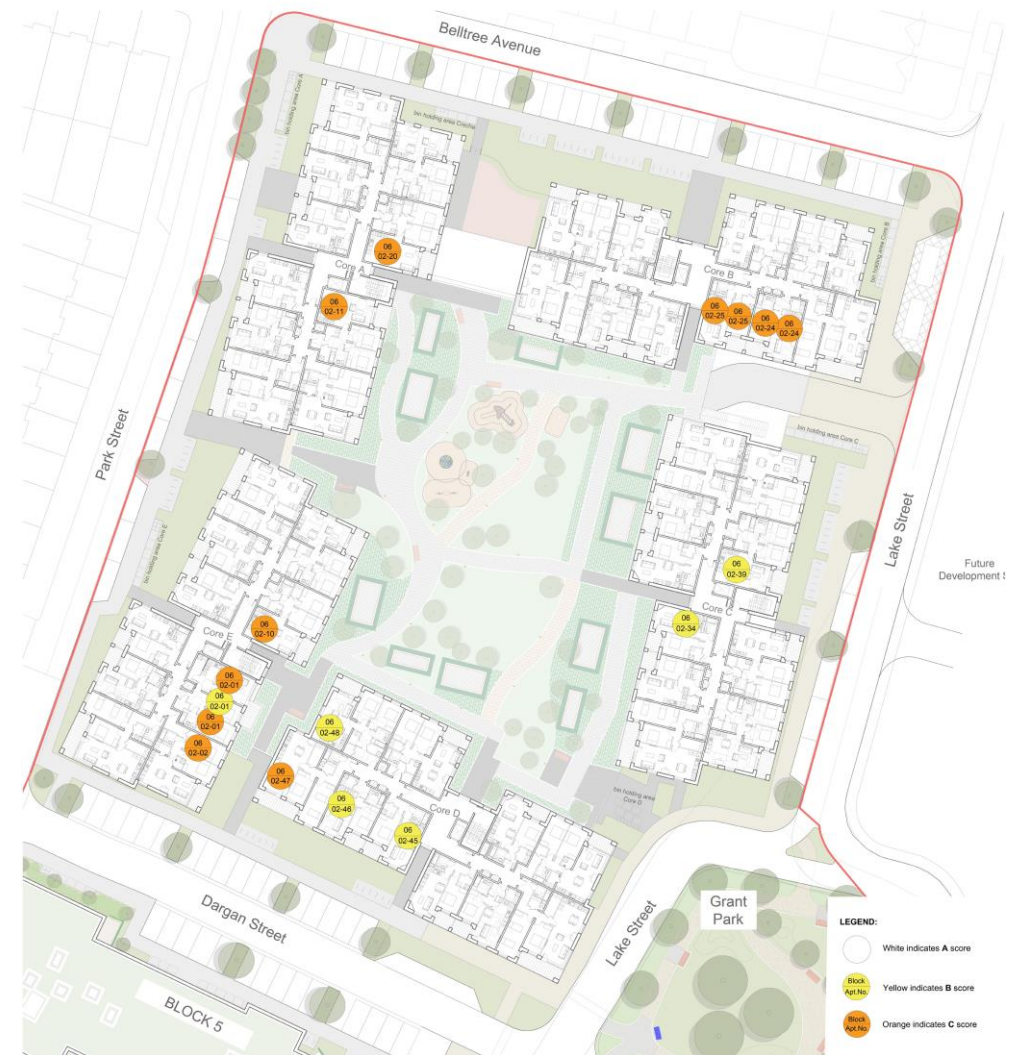 Belltree Avenue
bin holding area Core A
bin holding area Creche
06
02-20
Core A
06
02-11
Core B
bin holding area Core B
06
02-25
06
02-25
06
02-24
06
02-24
Park Street
bin holding area Core C
Lake Street
Future
Development
bin holding area Core E
06
02-39
Core C
06
02-34
06
02-10
Core E
06
02-01
06
02-01
06
02-01
06
02-02
06
02-48
06
02-47
06
02-46
06
02-45
Core D
bin holding area
Core D
Dargan Street
Lake Street
Grant
Park
BLOCK 5
LEGEND:
White indicates A score
Block
Apt.No.
Yellow indicates B score
Block
Apt.No.
Orange indicates C score